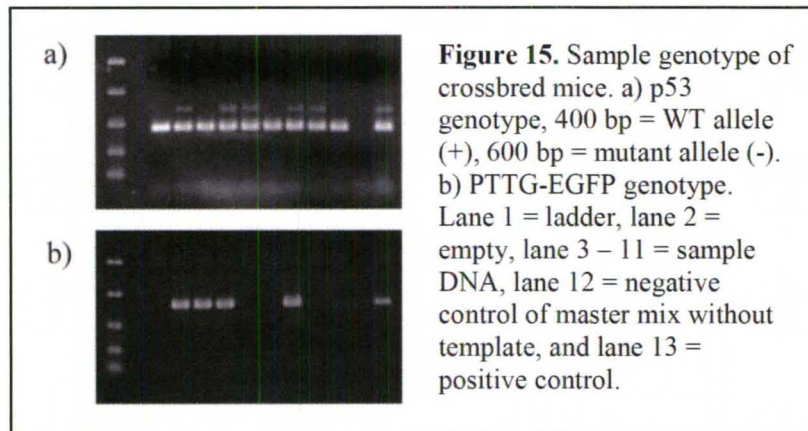 a)
b)
Figure 15. Sample genotype of
crossbred mice. a) p53
genotype, 400 bp = WT allele
(+), 600 bp = mutant allele (-).
b) PTTG-EGFP genotype.
Lane 1 = ladder, lane 2 =
empty, lane 3 – 11 = sample
DNA, lane 12 = negative
control of master mix without
template, and lane 13 =
positive control.